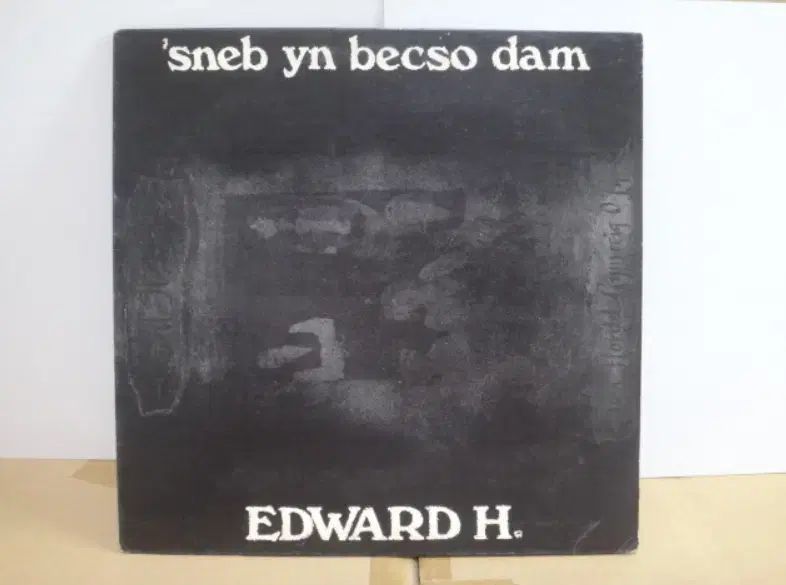 'sneb yn becso dam
EDWARD H.